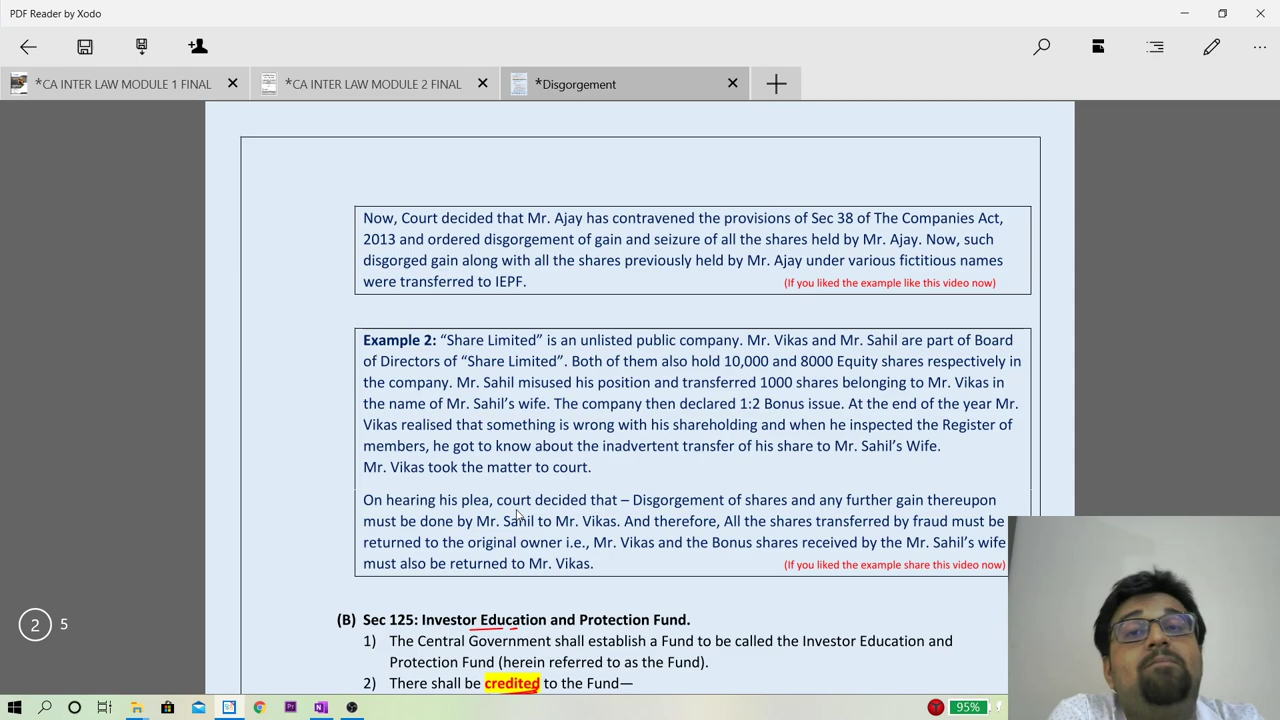 PDF Reader by Xodo
*CA INTER LAW MODULE 1 FINAL
*CA INTER LAW MODULE 2 FINAL
*Disgorgement
Now, Court decided that Mr. Ajay has contravened the provisions of Sec 38 of The Companies Act,
2013 and ordered disgorgement of gain and seizure of all the shares held by Mr. Ajay. Now, such
disgorged gain along with all the shares previously held by Mr. Ajay under various fictitious names
were transferred to IEPF. (If you liked the example like this video now)
Example 2: “Share Limited” is an unlisted public company. Mr. Vikas and Mr. Sahil are part of Board
of Directors of “Share Limited”. Both of them also hold 10,000 and 8000 Equity shares respectively in
the company. Mr. Sahil misused his position and transferred 1000 shares belonging to Mr. Vikas in
the name of Mr. Sahil’s wife. The company then declared 1:2 Bonus issue. At the end of the year Mr.
Vikas realised that something is wrong with his shareholding and when he inspected the Register of
members, he got to know about the inadvertent transfer of his share to Mr. Sahil’s Wife.
Mr. Vikas took the matter to court.
On hearing his plea, court decided that – Disgorgement of shares and any further gain thereupon
must be done by Mr. Sahil to Mr. Vikas. And therefore, All the shares transferred by fraud must be
returned to the original owner i.e., Mr. Vikas and the Bonus shares received by the Mr. Sahil’s wife
must also be returned to Mr. Vikas. (If you liked the example share this video now)
2 5
(B) Sec 125: Investor Education and Protection Fund.
1) The Central Government shall establish a Fund to be called the Investor Education and
Protection Fund (herein referred to as the Fund).
2) There shall be credited to the Fund—
95%